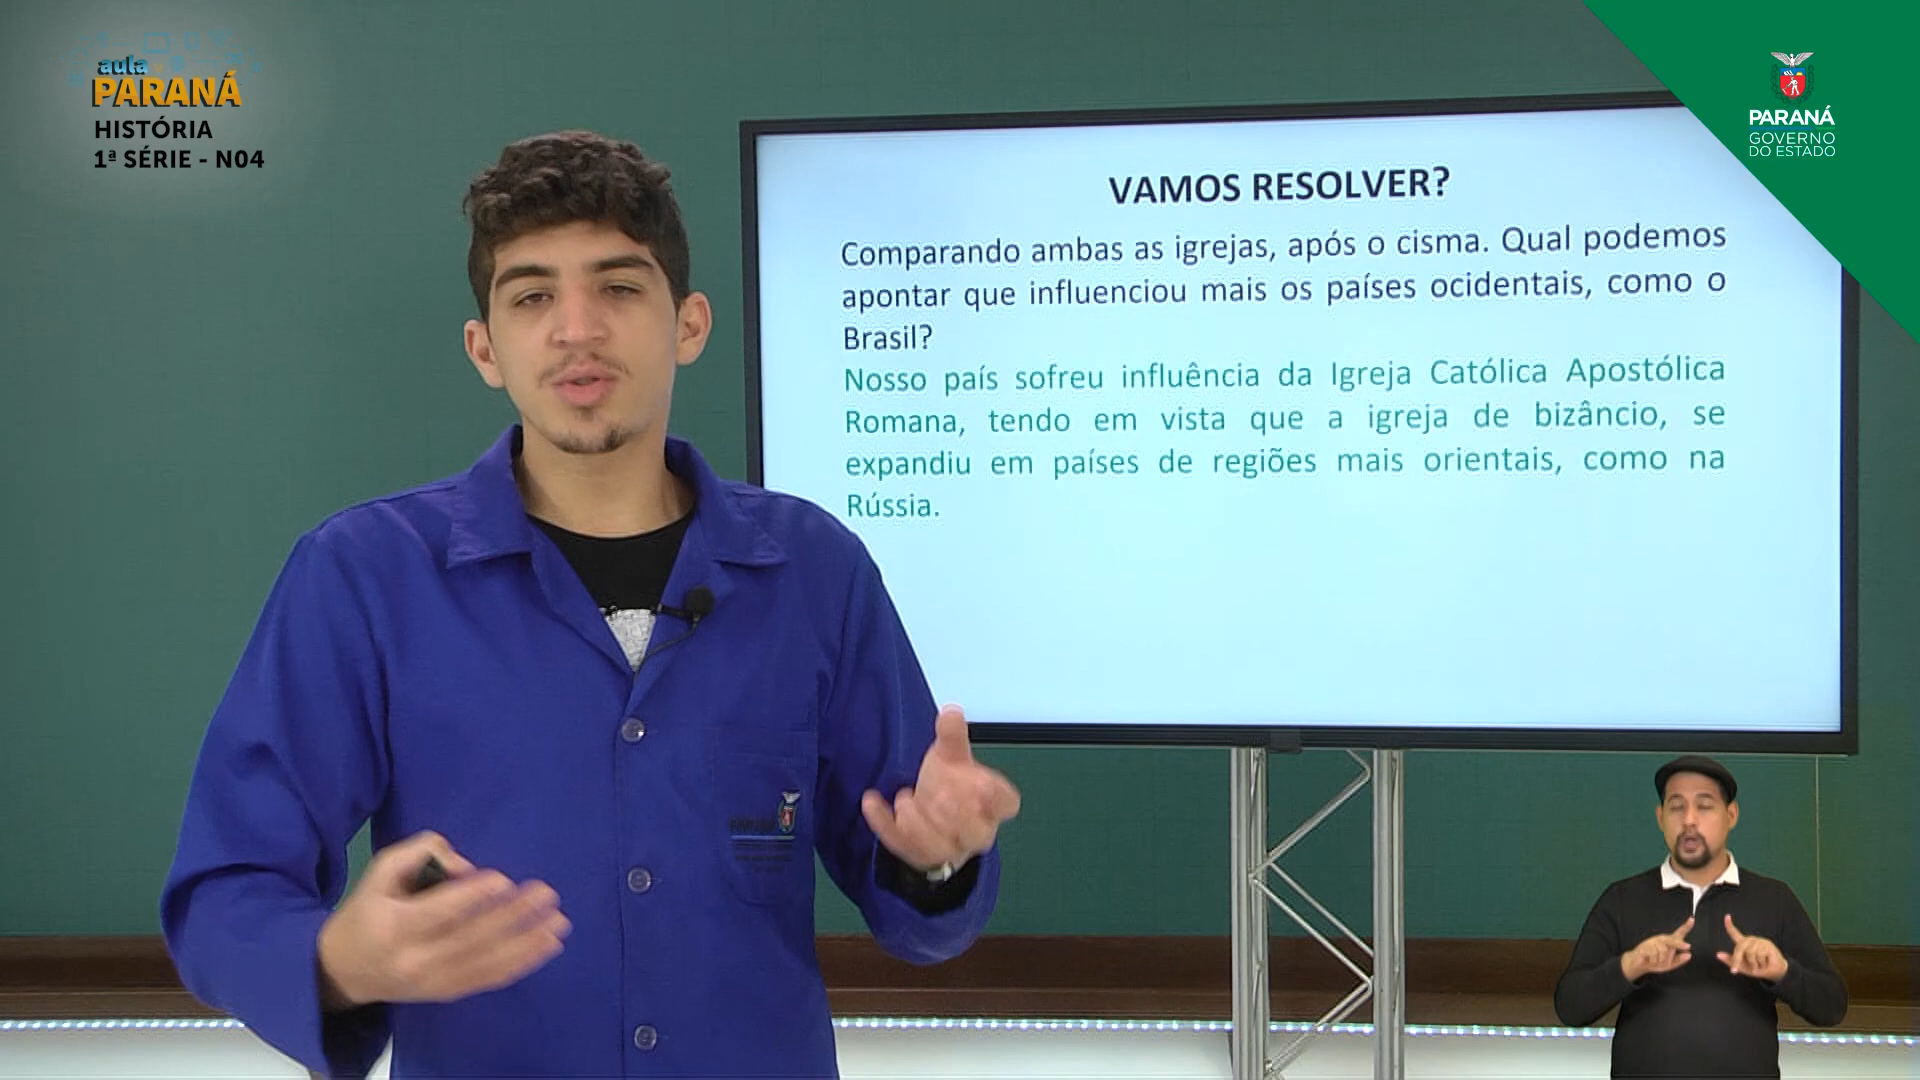 aula
PARANÁ
HISTÓRIA
1ª SÉRIE - N04
PARANÁ
GOVERNO
DO ESTADO
VAMOS RESOLVER?
Comparando ambas as igrejas, após o cisma. Qual podemos
apontar que influenciou mais os países ocidentais, como o
Brasil?
Nosso país sofreu influência da Igreja Católica Apostólica
Romana, tendo em vista que a igreja de bizâncio, se
expandiu em países de regiões mais orientais, como na
Rússia.